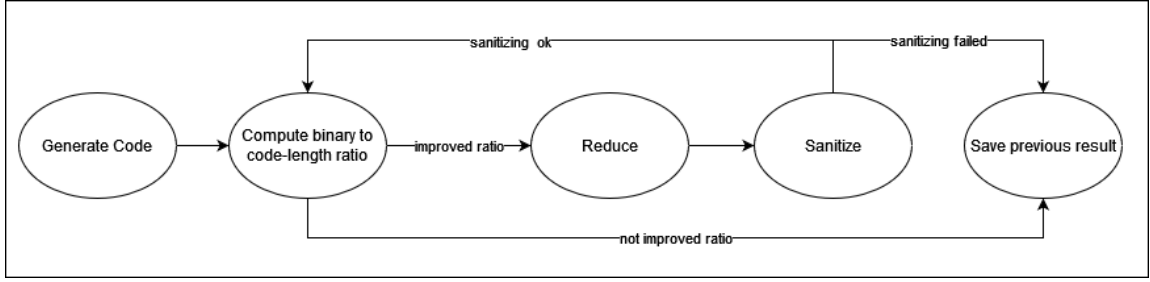 sanitizing ok
sanitizing failed
Generate Code
Compute binary to
code-length ratio
improved ratio
Reduce
Sanitize
Save previous result
not improved ratio